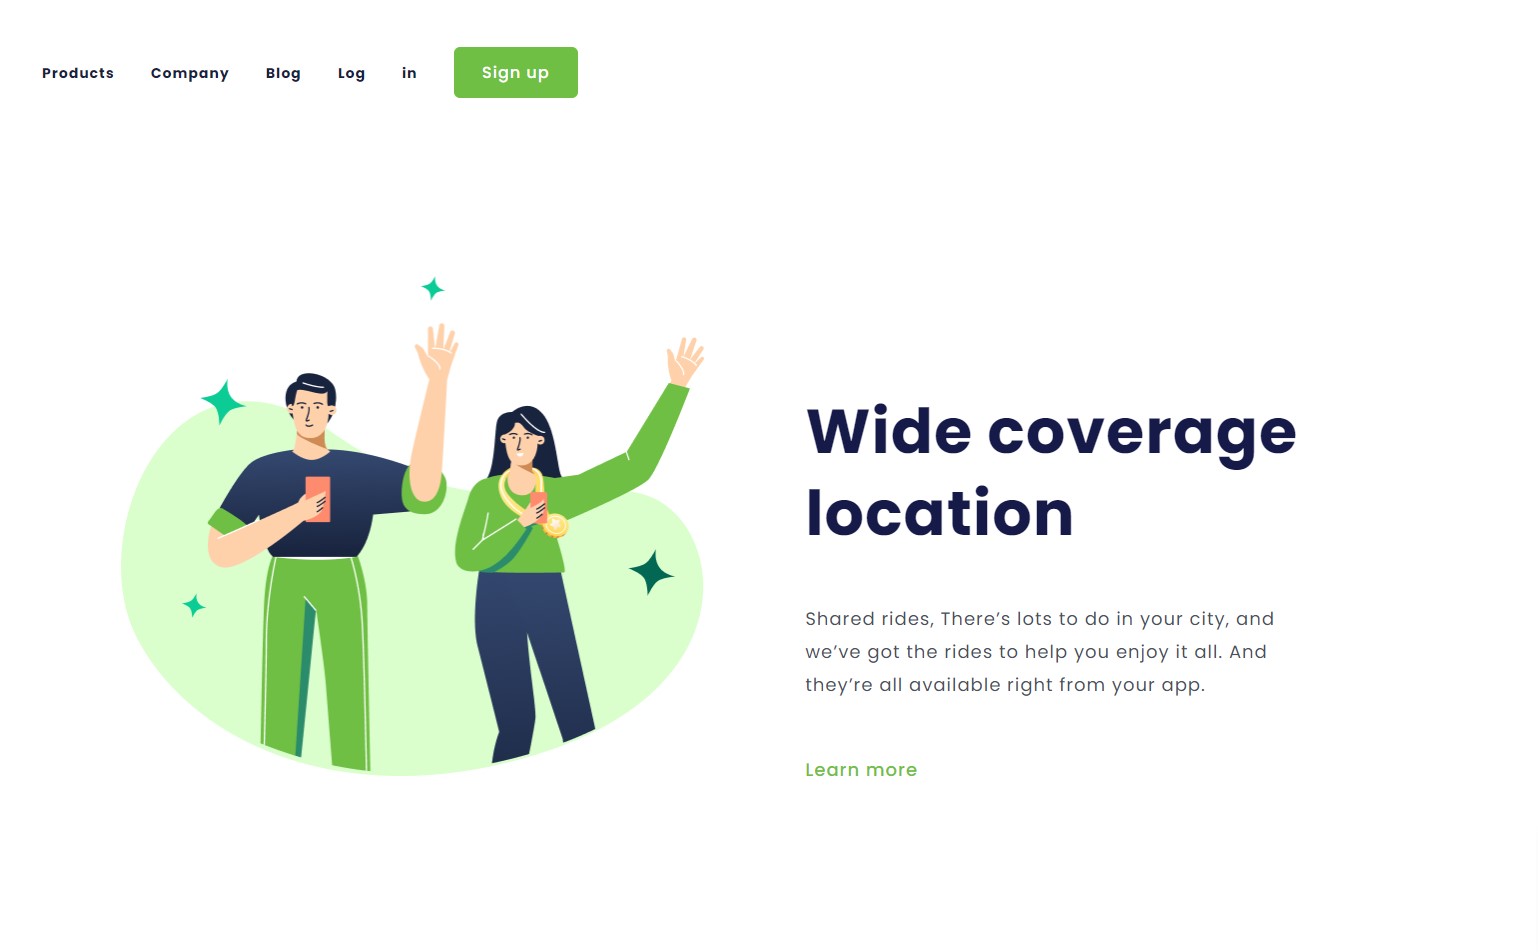 Products Company Blog Log in Sign up
Wide coverage
location
Shared rides, There’s lots to do in your city, and
we’ve got the rides to help you enjoy it all. And
they’re all available right from your app.
Learn more